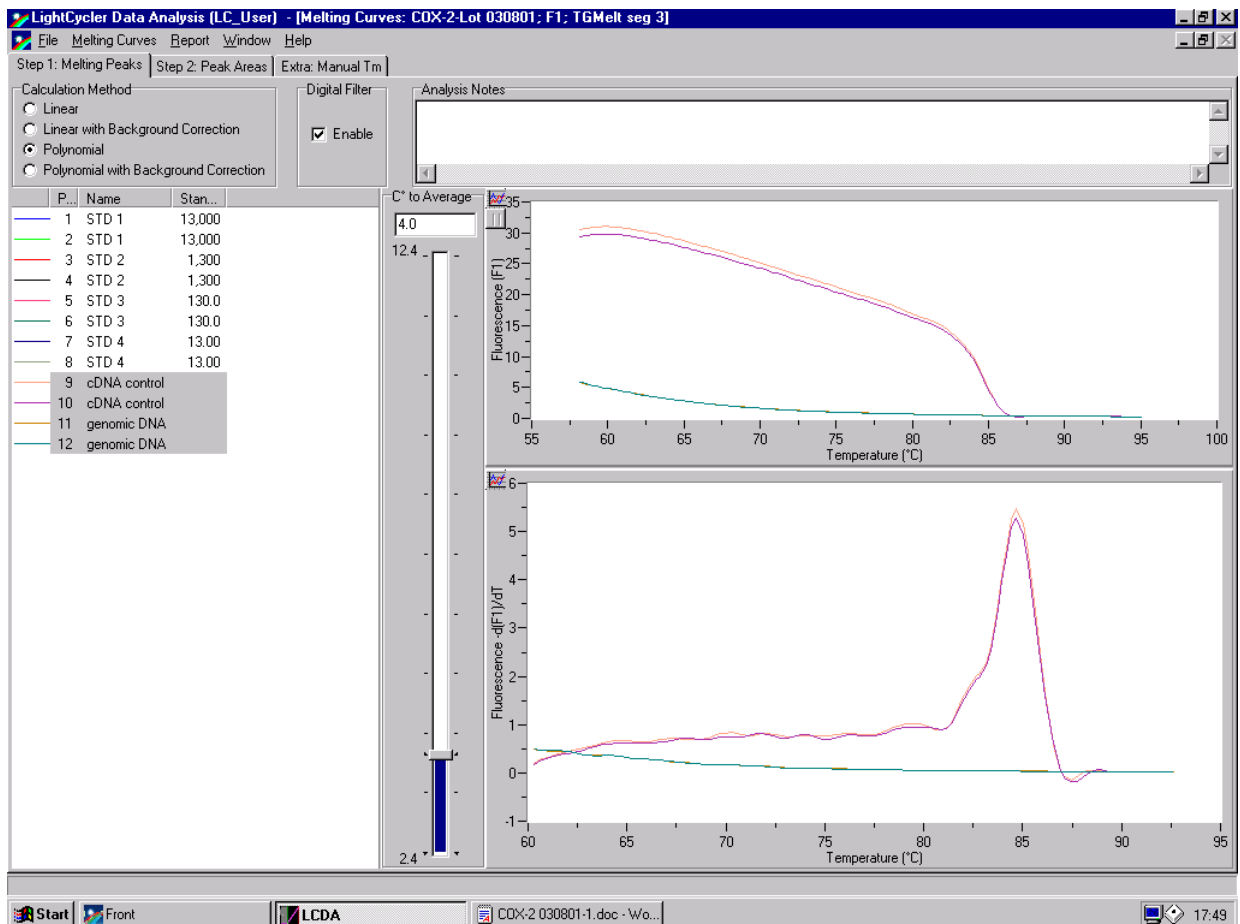 LightCycler Data Analysis (LC_User) - [Melting Curves: COX-2-Lot 030801; F1; TGMelt seg 3]
File Melting Curves Report Window Help
Step 1: Melting Peaks Step 2: Peak Areas Extra: Manual Tm
Calculation Method
Linear
Linear with Background Correction
Polynomial
Polynomial with Background Correction
Digital Filter
Enable
Analysis Notes
P... Name Stan...
1 STD 1 13,000
2 STD 1 13,000
3 STD 2 1,300
4 STD 2 1,300
5 STD 3 130.0
6 STD 3 130.0
7 STD 4 13.00
8 STD 4 13.00
9 cDNA control
10 cDNA control
11 genomic DNA
12 genomic DNA
C° to Average
4.0
12.4
2.4
35
30
25
20
15
10
5
0
Fluorescence (F1)
55 60 65 70 75 80 85 90 95 100
Temperature (°C)
6
5
4
3
2
1
0
-1
Fluorescence -d(F1)/dT
60 65 70 75 80 85 90 95
Temperature (°C)
Start Front LCDA COX-2 030801-1.doc - Wo... 17:49